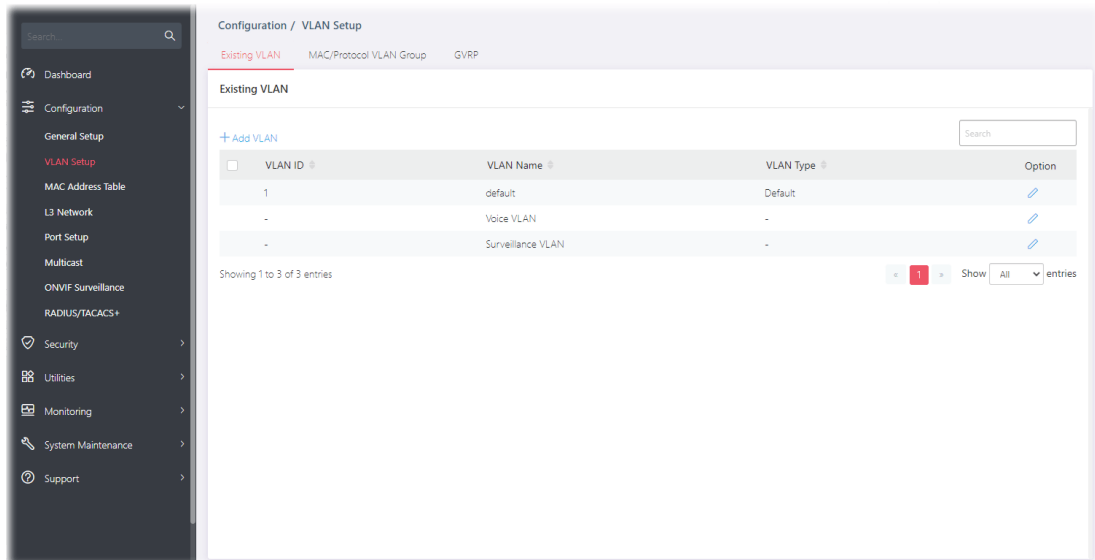 Search...
Dashboard
Configuration
General Setup
VLAN Setup
MAC Address Table
L3 Network
Port Setup
Multicast
ONVIF Surveillance
RADIUS/TACACS+
Security
Utilities
Monitoring
System Maintenance
Support
Configuration / VLAN Setup
Existing VLAN MAC/Protocol VLAN Group GVRP
Existing VLAN
+ Add VLAN Search
VLAN ID VLAN Name VLAN Type Option
1 default Default
- Voice VLAN -
- Surveillance VLAN -
Showing 1 to 3 of 3 entries « 1 » Show All entries